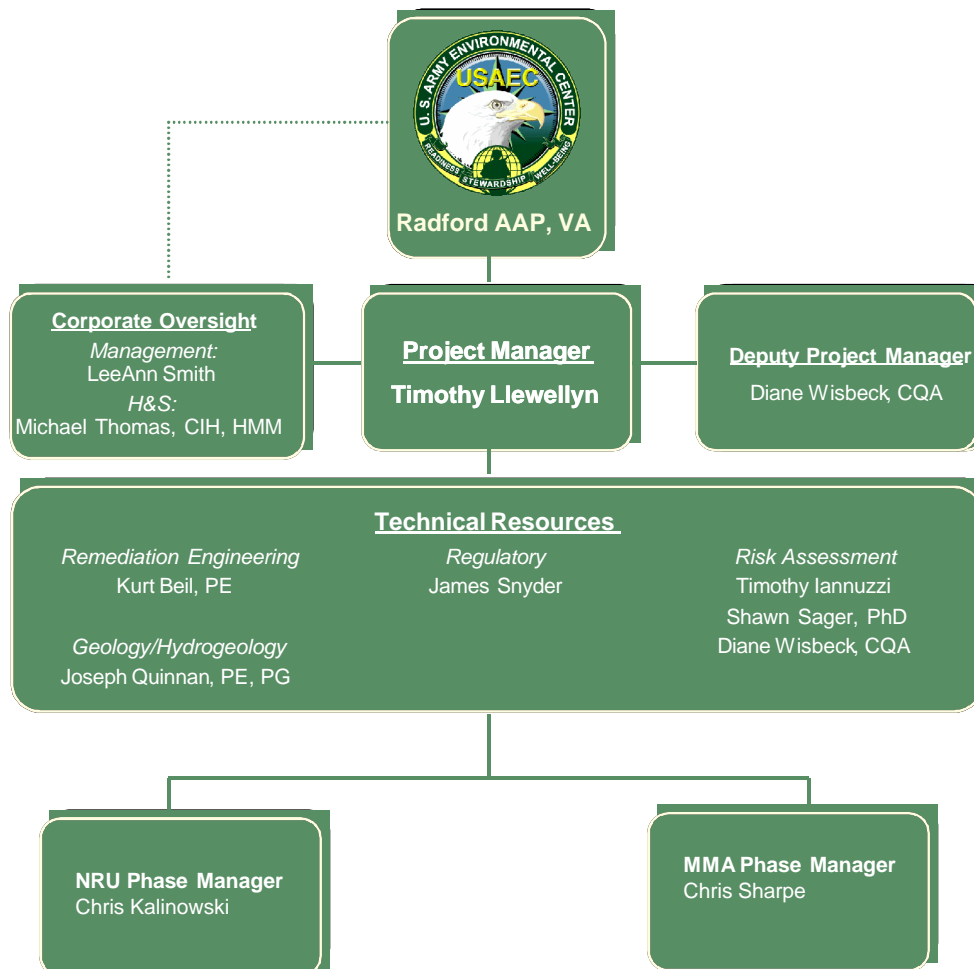 U. S. ARMY ENVIRONMENTAL CENTER
USAEC
READINESS STEWARDSHIP WELL-BEING
Radford AAP, VA
Corporate Oversight
Management:
LeeAnn Smith
H&S:
Michael Thomas, CIH, HMM
Project Manager
Timothy Llewellyn
Deputy Project Manager
Diane Wisbeck, CQA
Technical Resources
Remediation Engineering
Kurt Beil, PE
Geology/Hydrogeology
Joseph Quinnan, PE, PG
Regulatory
James Snyder
Risk Assessment
Timothy Iannuzzi
Shawn Sager, PhD
Diane Wisbeck, CQA
NRU Phase Manager
Chris Kalinowski
MMA Phase Manager
Chris Sharpe